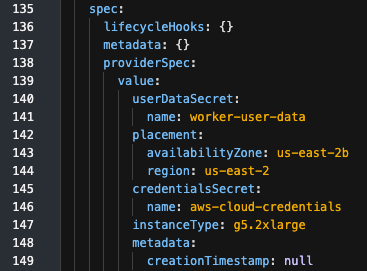 135 spec:
136 lifecycleHooks: {}
137 metadata: {}
138 providerSpec:
139 value:
140 userDataSecret:
141 name: worker-user-data
142 placement:
143 availabilityZone: us-east-2b
144 region: us-east-2
145 credentialsSecret:
146 name: aws-cloud-credentials
147 instanceType: g5.2xlarge
148 metadata:
149 creationTimestamp: null